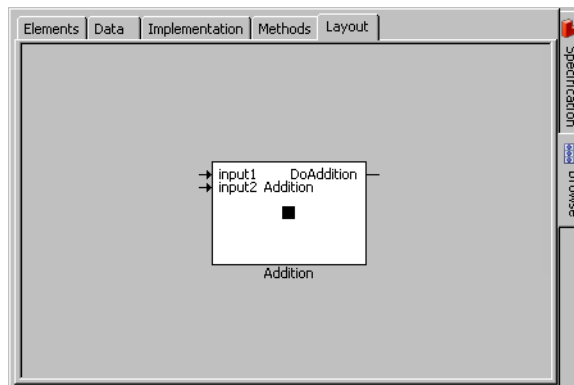 Elements Data Implementation Methods Layout
input1 DoAddition
input2 Addition
Addition
Specification
Browse